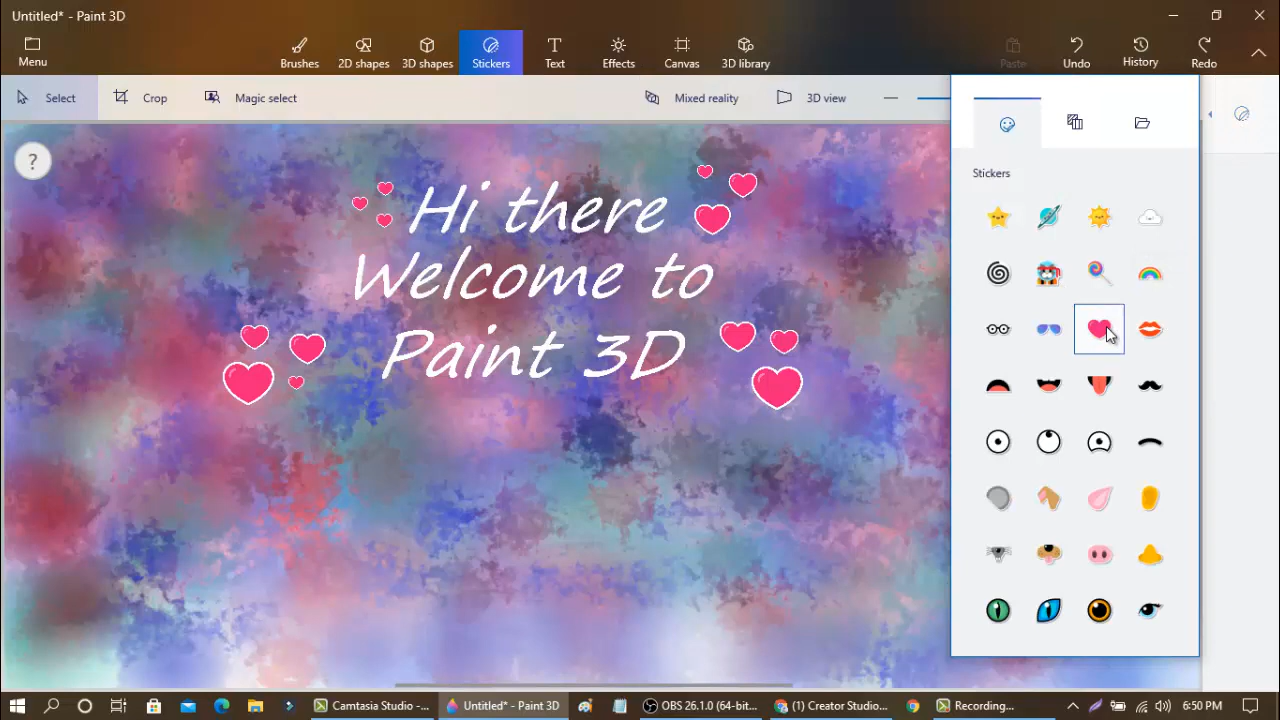 Untitled* - Paint 3D
Menu
Brushes
2D shapes
3D shapes
Stickers
Text
Effects
Canvas
3D library
Paste
Undo
History
Redo
Select
Crop
Magic select
Mixed reality
3D view
?
Stickers
Hi there
Welcome to
Paint 3D
Camtasia Studio -...
Untitled* - Paint 3D
OBS 26.1.0 (64-bit...
(1) Creator Studio...
Recording...
6:50 PM